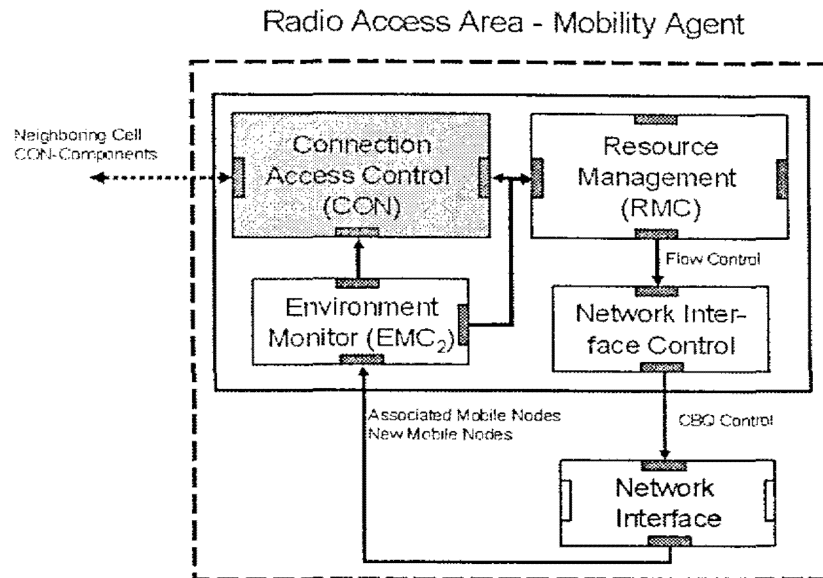 Radio Access Area - Mobility Agent
Neighboring Cell
CON-Components
Connection
Access Control
(CON)
Resource
Management
(RMC)
Flow Control
Environment
Monitor (EMC₂)
Network Inter-
face Control
Associated Mobile Nodes
New Mobile Nodes
CBQ Control
Network
Interface